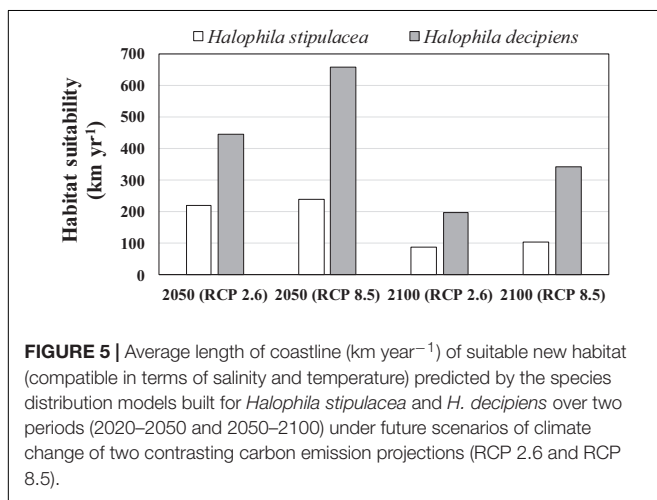 Halophila stipulacea Halophila decipiens
700
600
500
400
300
200
100
0
Habitat suitability
(km yr-1)
2050 (RCP 2.6) 2050 (RCP 8.5) 2100 (RCP 2.6) 2100 (RCP 8.5)
FIGURE 5 | Average length of coastline (km year−1) of suitable new habitat
(compatible in terms of salinity and temperature) predicted by the species
distribution models built for Halophila stipulacea and H. decipiens over two
periods (2020–2050 and 2050–2100) under future scenarios of climate
change of two contrasting carbon emission projections (RCP 2.6 and RCP
8.5).